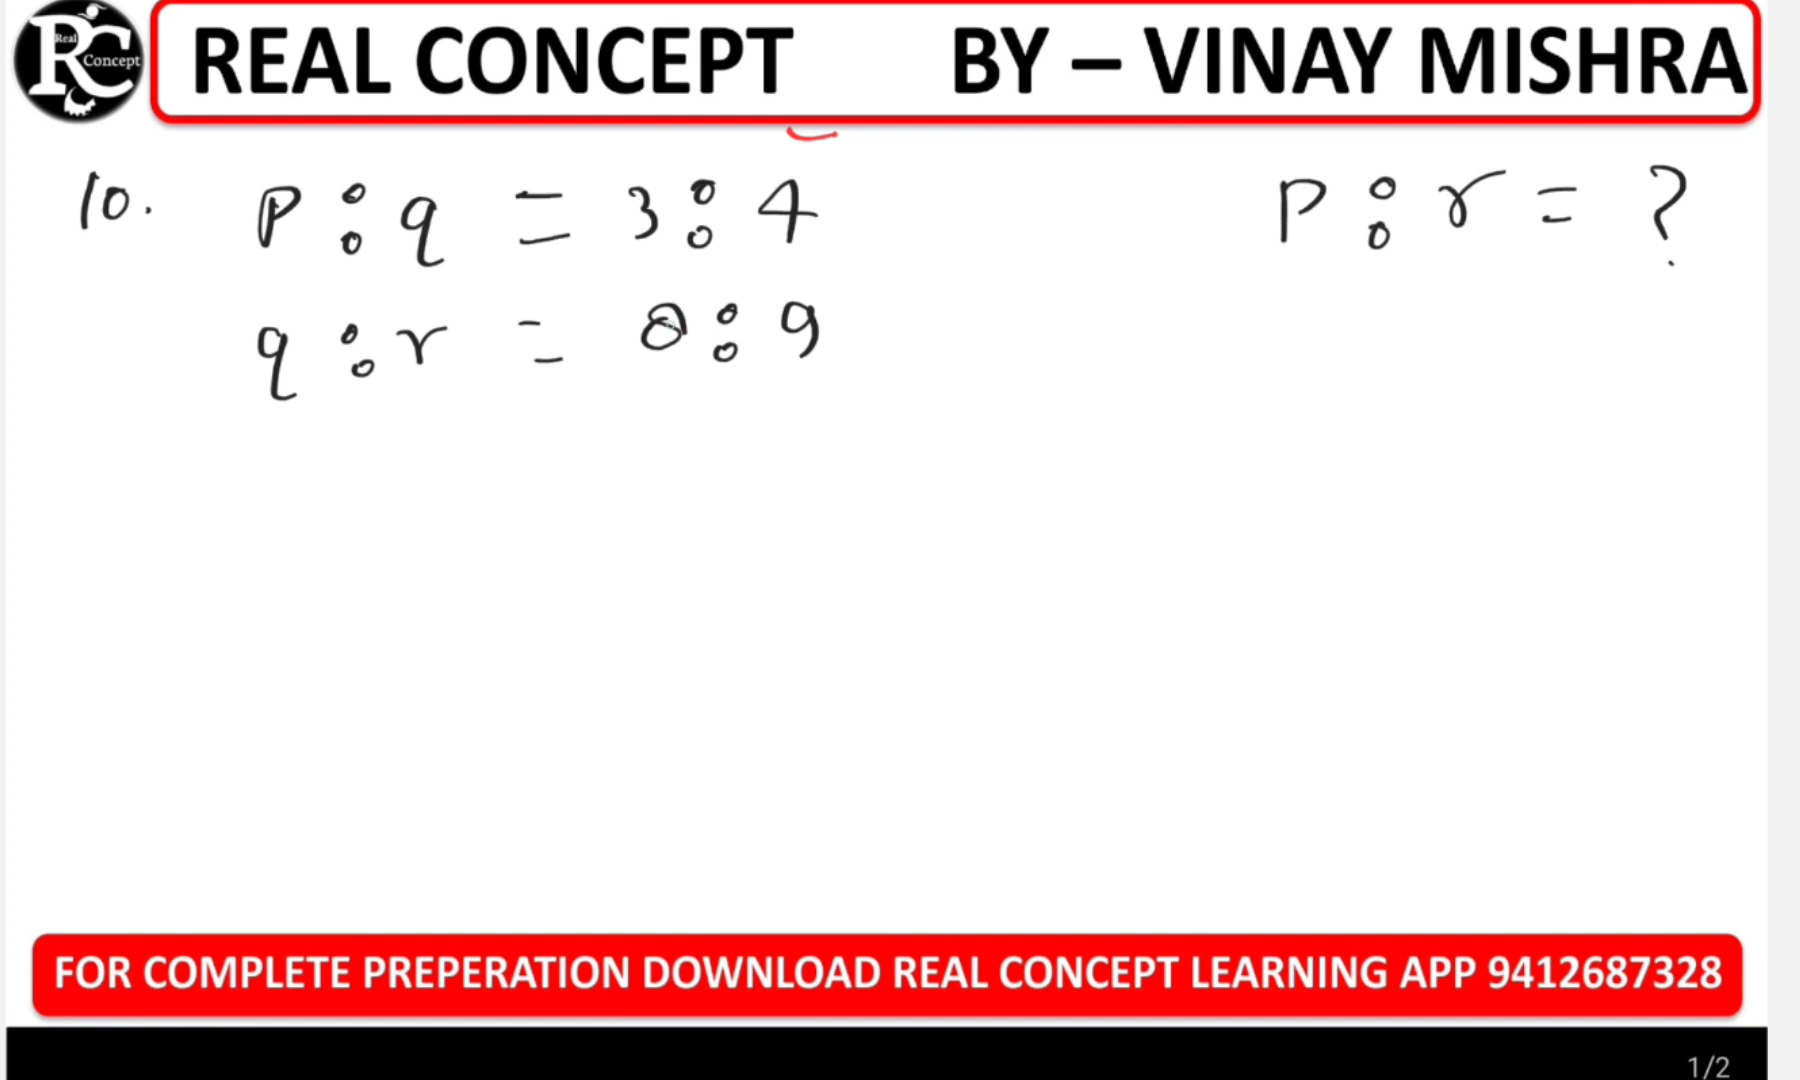 Real
Concept
REAL CONCEPT BY – VINAY MISHRA
10. p : q = 3 : 4 p : r = ?
q : r = 8 : 9
FOR COMPLETE PREPERATION DOWNLOAD REAL CONCEPT LEARNING APP 9412687328
1/2